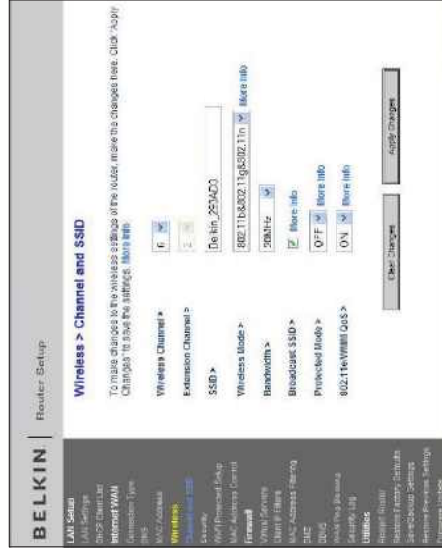 BELKIN | Router Setup
LAN Setup
LAN Settings
DHCP Client List
Internet WAN
Connection Type
DNS
MAC Address
Wireless
Channel and SSID
Security
Wi-Fi Protected Setup
MAC Address Control
Firewall
Virtual Servers
Client IP Filters
MAC Address Filtering
DMZ
DDNS
WAN Ping Blocking
Security Log
Utilities
Restart Router
Restore Factory Defaults
Save/Backup Settings
Restore Previous Settings
Wireless > Channel and SSID
To make changes to the wireless settings of the router, make the changes here. Click "Apply
Changes" to save the settings. More Info
Wireless Channel > 6
Extension Channel > 2
SSID > Belkin_293AD3
Wireless Mode > 802.11b&802.11g&802.11n More Info
Bandwidth > 20MHz
Broadcast SSID > More Info
Protected Mode > OFF More Info
802.11e/WMM QoS > ON More Info
Clear Changes Apply Changes